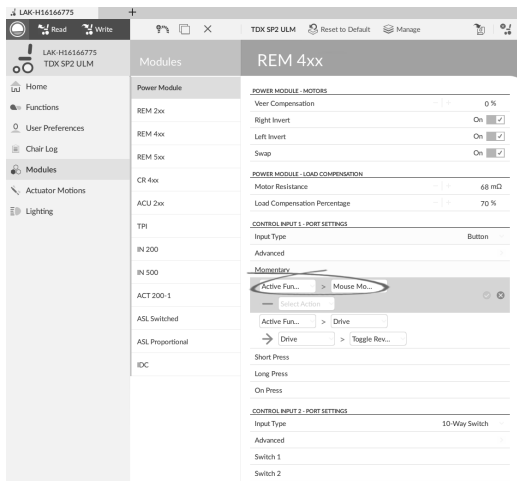 LAK-H16166775
Read
Write
TDX SP2 ULM
Reset to Default
Manage
LAK-H16166775
TDX SP2 ULM
Home
Functions
User Preferences
Chair Log
Modules
Actuator Motions
Lighting
Modules
Power Module
REM 2xx
REM 4xx
REM 5xx
CR 4xx
ACU 2xx
TPI
IN 200
IN 500
ACT 200-1
ASL Switched
ASL Proportional
IDC
REM 4xx
POWER MODULE - MOTORS
Veer Compensation 0 %
Right Invert On
Left Invert On
Swap On
POWER MODULE - LOAD COMPENSATION
Motor Resistance 68 mΩ
Load Compensation Percentage 70 %
CONTROL INPUT 1 - PORT SETTINGS
Input Type Button
Advanced
Momentary
Active Fun... > Mouse Mo...
Select Action
Active Fun... > Drive
Drive > Toggle Rev...
Short Press
Long Press
On Press
CONTROL INPUT 2 - PORT SETTINGS
Input Type 10-Way Switch
Advanced
Switch 1
Switch 2